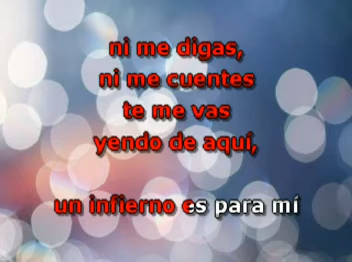 ni me digas,
ni me cuentes
te me vas
yendo de aquí,
un infierno es para mí